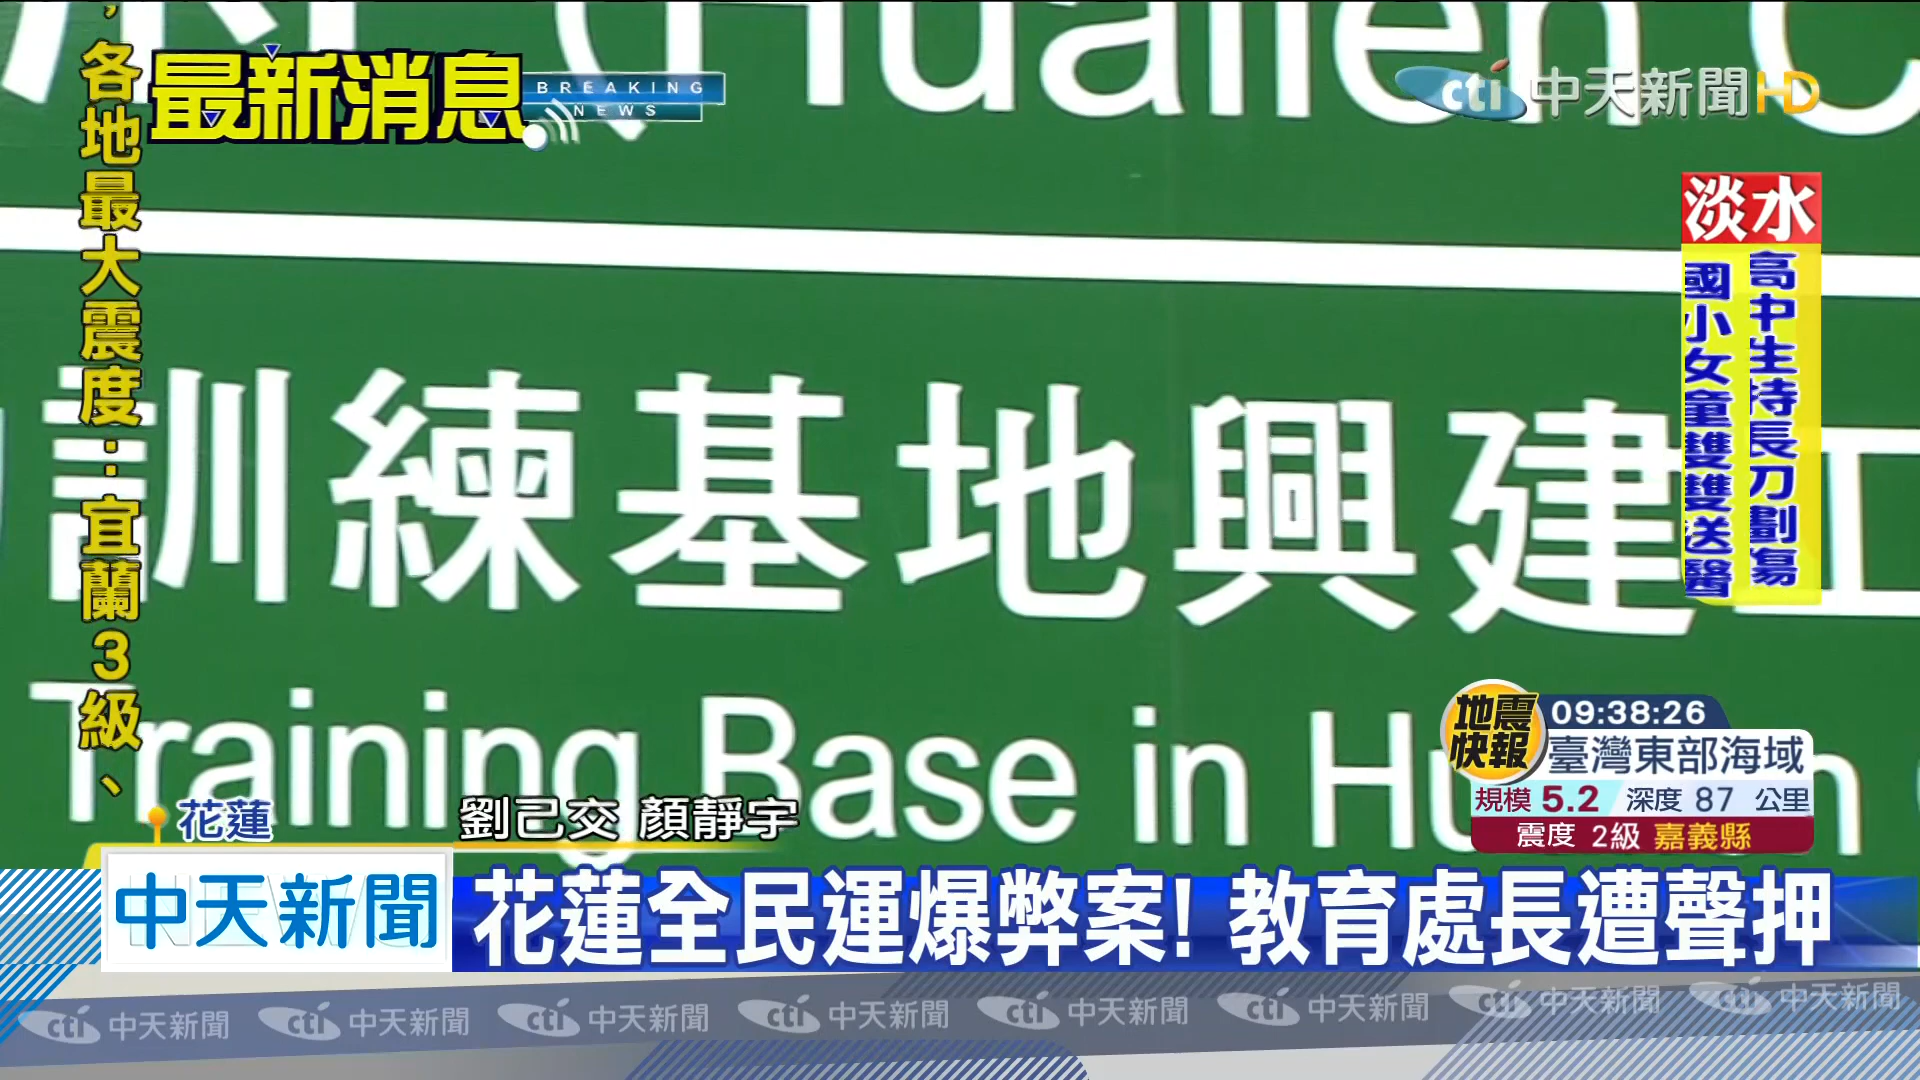 各地最大震度：宜蘭3級、
最新消息
BREAKING
NEWS
(Hualien C
cti 中天新聞HD
淡水
高中生持長刀劃傷
國小女童雙雙送醫
訓練基地興建工
Training Base in Hu n
地震
快報
09:38:26
臺灣東部海域
規模 5.2 深度 87 公里
震度 2級 嘉義縣
花蓮
劉己交 顏靜宇
中天新聞
花蓮全民運爆弊案! 教育處長遭聲押
cti 中天新聞 cti 中天新聞 cti 中天新聞 cti 中天新聞 cti 中天新聞 cti 中天新聞 cti 中天新聞 cti 中天新聞